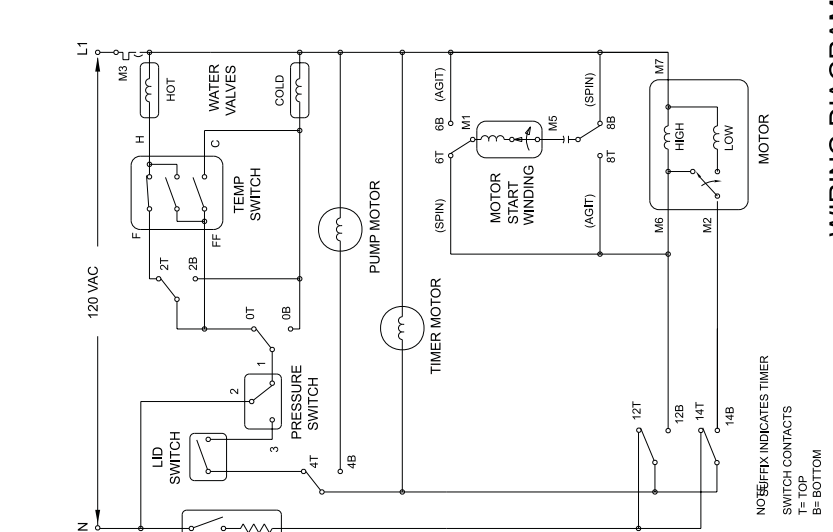 L1
M3
HOT
WATER
VALVES
COLD
H
C
TEMP
SWITCH
F
FF
2T
2B
120 VAC
0T
0B
1
2
3
PRESSURE
SWITCH
LID
SWITCH
4T
4B
N
PUMP MOTOR
TIMER MOTOR
(AGIT)
6B
6T
(SPIN)
M1
M5
MOTOR
START
WINDING
(SPIN)
8B
8T
(AGIT)
M7
HIGH
LOW
MOTOR
M6
M2
12T
12B
14T
14B
NOTE:
SUFFIX INDICATES TIMER
SWITCH CONTACTS
T= TOP
B= BOTTOM
WIRING DIAGRAM